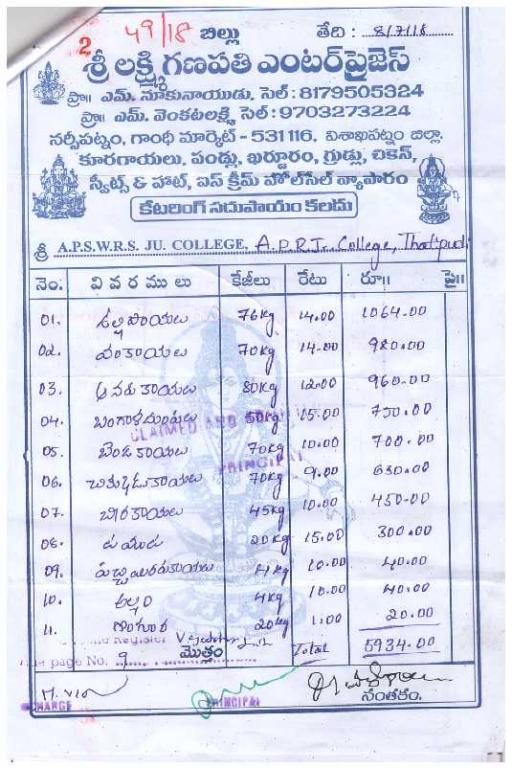 2 49/18 బిల్లు తేది : 8/7/18
శ్రీ లక్ష్మి గణపతి ఎంటర్‌ప్రైజెస్
ప్రొ॥ ఎమ్. నూకునాయుడు, సెల్ : 8179505324
ప్రొ॥ ఎమ్. వెంకటలక్ష్మి, సెల్ : 9703273224
నర్సీపట్నం, గాంధీ మార్కెట్ - 531116, విశాఖపట్నం జిల్లా.
కూరగాయలు, పండ్లు, ఖర్జూరం, గ్రుడ్లు, చికెన్,
స్వీట్స్ & హాట్, ఐస్ క్రీమ్ హోల్‌సేల్ వ్యాపారం
కేటరింగ్ సదుపాయం కలదు
శ్రీ A.P.S.W.R.S. JU. COLLEGE, A.P.R.J. College, Thatipudi
నెం. వివరములు కేజీలు రేటు రూ॥ పై॥
01. ఉల్లిపాయలు 76kg 14.00 1064.00
02. వంకాయలు 70kg 14.00 980.00
03. ఆనపకాయలు 80kg 12.00 960.00
04. బంగాళదుంపలు 50kg 15.00 750.00
CLAIMED AND
05. బెండకాయలు 70kg 10.00 700.00
PRINCIPAL
06. చిక్కుడుకాయలు 70kg 9.00 630.00
07. బీరకాయలు 45kg 10.00 450.00
08. టమోటా 20kg 15.00 300.00
09. పచ్చిమిరపకాయలు 4kg 10.00 40.00
10. అల్లం 4kg 10.00 40.00
11. గోంగూర 20kg 1.00 20.00
Register
మొత్తం Total 5934.00
page No. 9
CHARGE PRINCIPAL సంతకం.